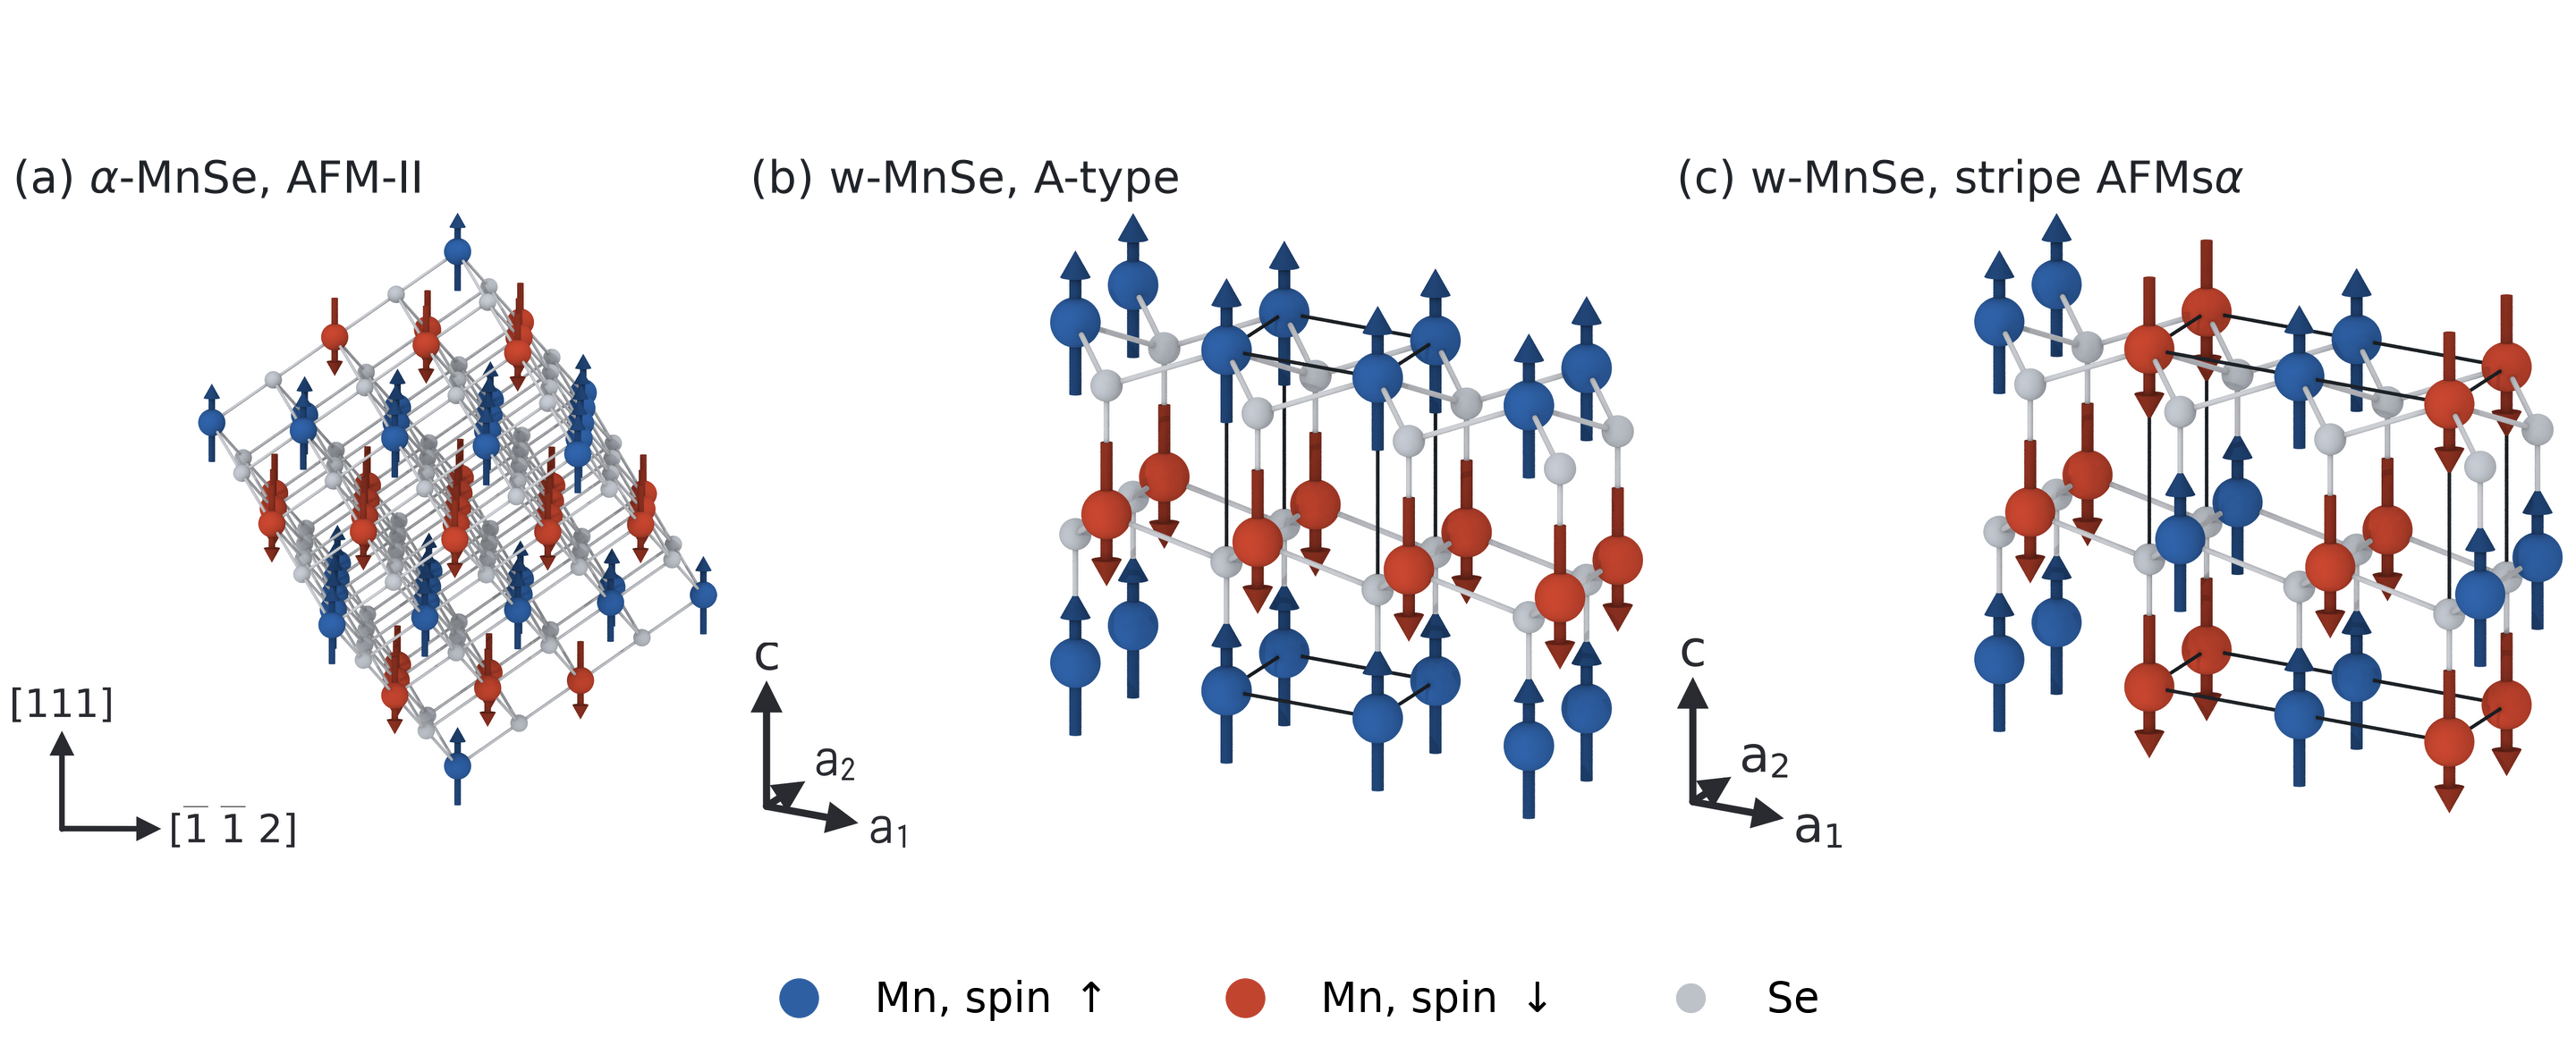 (a) α-MnSe, AFM-II
(b) w-MnSe, A-type
(c) w-MnSe, stripe AFMsα
[111]
[1̅ 1̅ 2]
c
a₂
a₁
c
a₂
a₁
Mn, spin ↑
Mn, spin ↓
Se